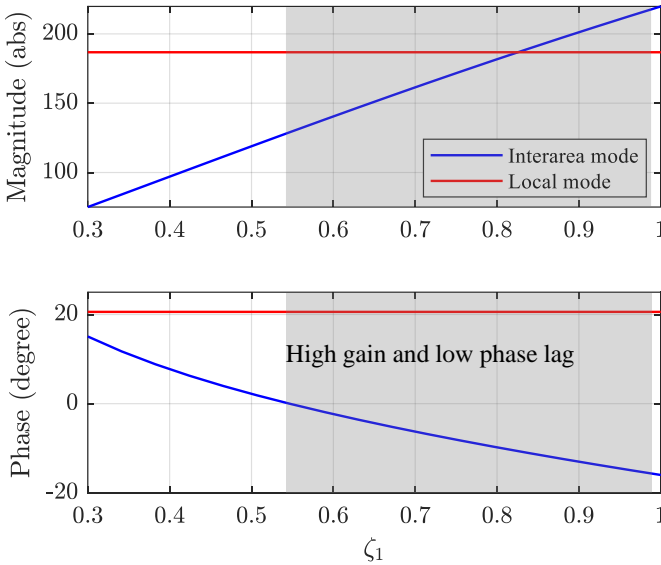 Magnitude (abs)
200
150
100
0.3 0.4 0.5 0.6 0.7 0.8 0.9 1
Interarea mode
Local mode
Phase (degree)
20
0
-20
High gain and low phase lag
0.3 0.4 0.5 0.6 0.7 0.8 0.9 1
ζ₁